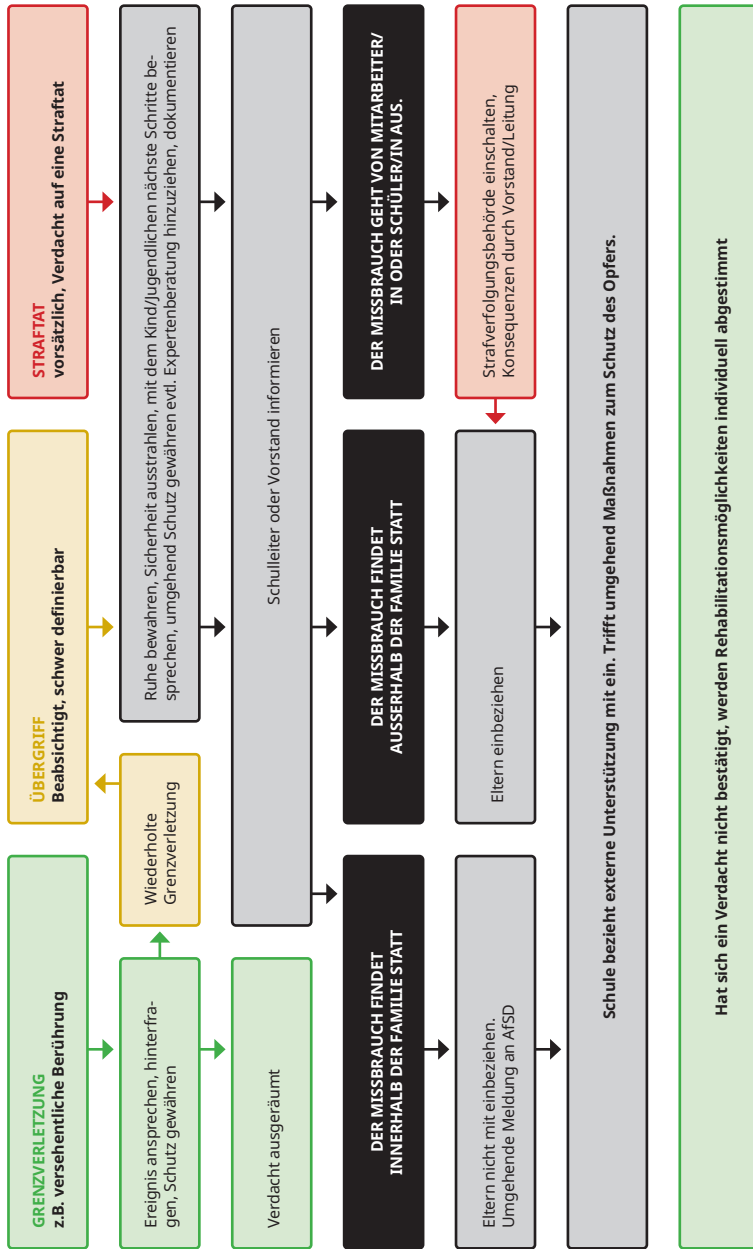 GRENZVERLETZUNG
z.B. versehentliche Berührung
ÜBERGRIFF
Beabsichtigt, schwer definierbar
STRAFTAT
vorsätzlich, Verdacht auf eine Straftat
Ereignis ansprechen, hinterfra-
gen, Schutz gewähren
Wiederholte
Grenzverletzung
Ruhe bewahren, Sicherheit ausstrahlen, mit dem Kind/Jugendlichen nächste Schritte be-
sprechen, umgehend Schutz gewähren evtl. Expertenberatung hinzuziehen, dokumentieren
Verdacht ausgeräumt
Schulleiter oder Vorstand informieren
DER MISSBRAUCH FINDET
INNERHALB DER FAMILIE STATT
DER MISSBRAUCH FINDET
AUSSERHALB DER FAMILIE STATT
DER MISSBRAUCH GEHT VON MITARBEITER/
IN ODER SCHÜLER/IN AUS.
Eltern nicht mit einbeziehen.
Umgehende Meldung an AfSD
Eltern einbeziehen
Strafverfolgungsbehörde einschalten,
Konsequenzen durch Vorstand/Leitung
Schule bezieht externe Unterstützung mit ein. Trifft umgehend Maßnahmen zum Schutz des Opfers.
Hat sich ein Verdacht nicht bestätigt, werden Rehabilitationsmöglichkeiten individuell abgestimmt